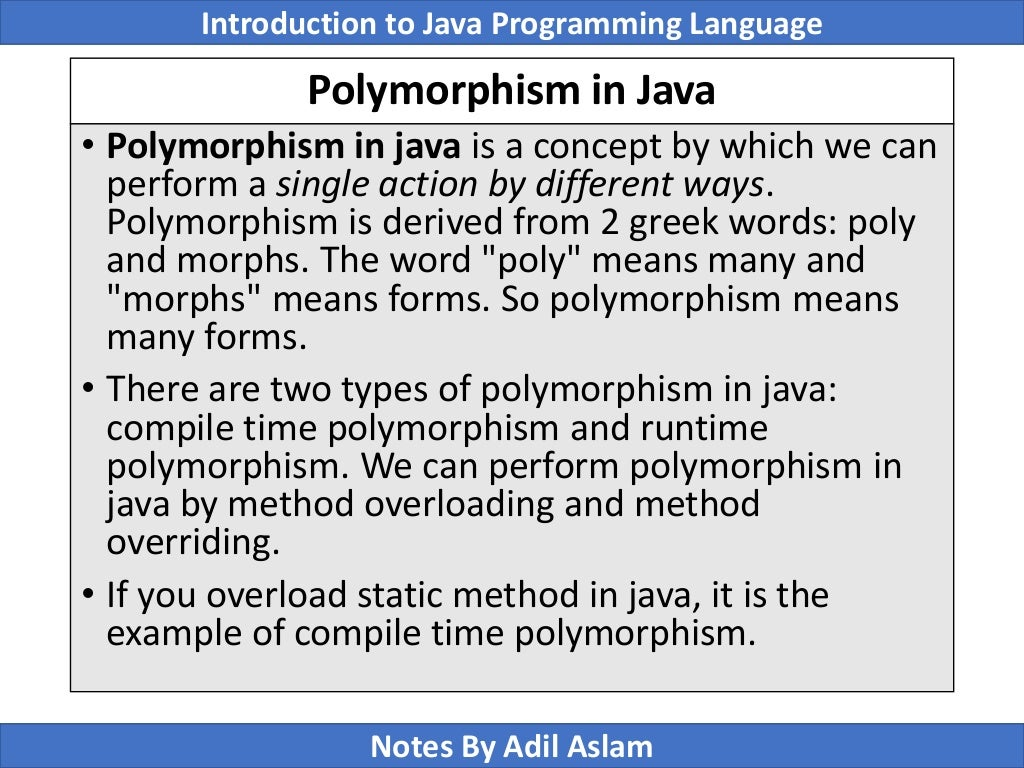 Introduction to Java Programming Language
Polymorphism in Java
• Polymorphism in java is a concept by which we can
perform a single action by different ways.
Polymorphism is derived from 2 greek words: poly
and morphs. The word "poly" means many and
"morphs" means forms. So polymorphism means
many forms.
• There are two types of polymorphism in java:
compile time polymorphism and runtime
polymorphism. We can perform polymorphism in
java by method overloading and method
overriding.
• If you overload static method in java, it is the
example of compile time polymorphism.
Notes By Adil Aslam